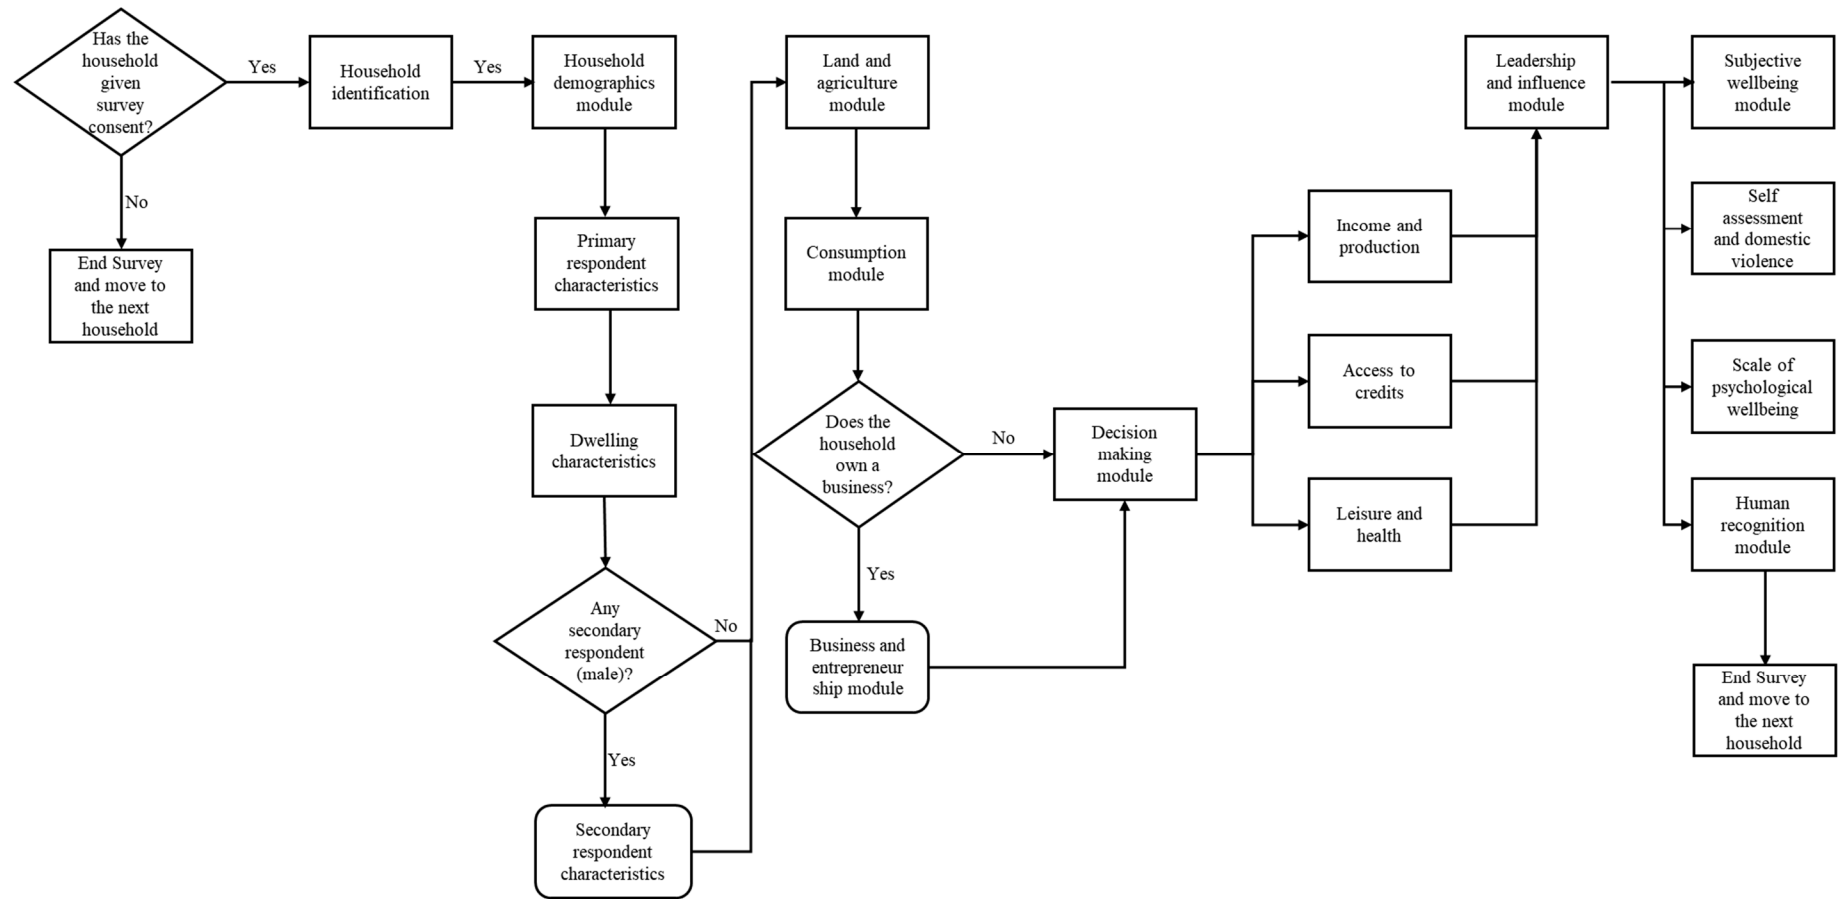 Has the
household
given
survey
consent?
Yes
No
End Survey
and move to
the next
household
Household
identification
Yes
Household
demographics
module
Primary
respondent
characteristics
Dwelling
characteristics
Any
secondary
respondent
(male)?
No
Yes
Secondary
respondent
characteristics
Land and
agriculture
module
Consumption
module
Does the
household
own a
business?
No
Yes
Business and
entrepreneur
ship module
Decision
making
module
Income and
production
Access to
credits
Leisure and
health
Leadership
and influence
module
Subjective
wellbeing
module
Self
assessment
and domestic
violence
Scale of
psychological
wellbeing
Human
recognition
module
End Survey
and move to
the next
household